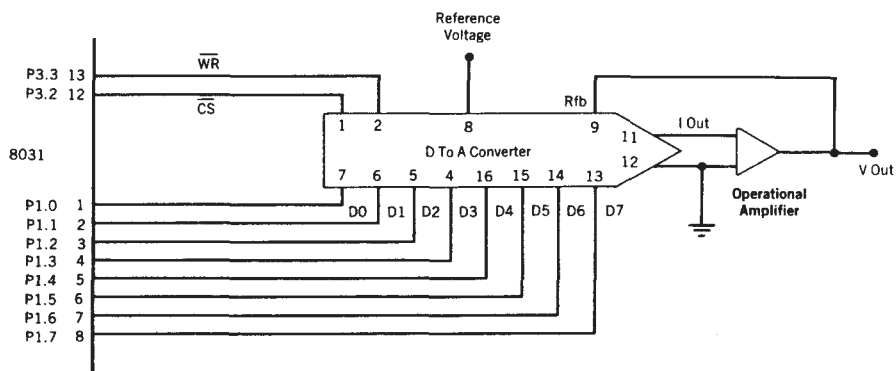 Reference
Voltage
P3.3 13
WR
P3.2 12
CS
Rfb
1 2 8 9
11 I Out
8031
D To A Converter
12
V Out
7 6 5 4 16 15 14 13
Operational
Amplifier
P1.0 1
D0 D1 D2 D3 D4 D5 D6 D7
P1.1 2
P1.2 3
P1.3 4
P1.4 5
P1.5 6
P1.6 7
P1.7 8